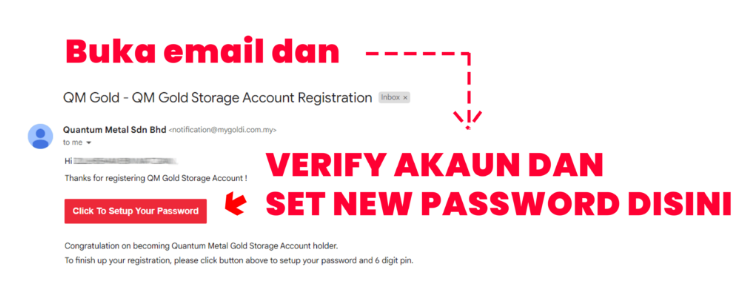 Buka email dan
QM Gold - QM Gold Storage Account Registration Inbox ×
Quantum Metal Sdn Bhd <notification@mygoldi.com.my>
to me
Hi
Thanks for registering QM Gold Storage Account !
VERIFY AKAUN DAN
SET NEW PASSWORD DISINI
Click To Setup Your Password
Congratulation on becoming Quantum Metal Gold Storage Account holder.
To finish up your registration, please click button above to setup your password and 6 digit pin.